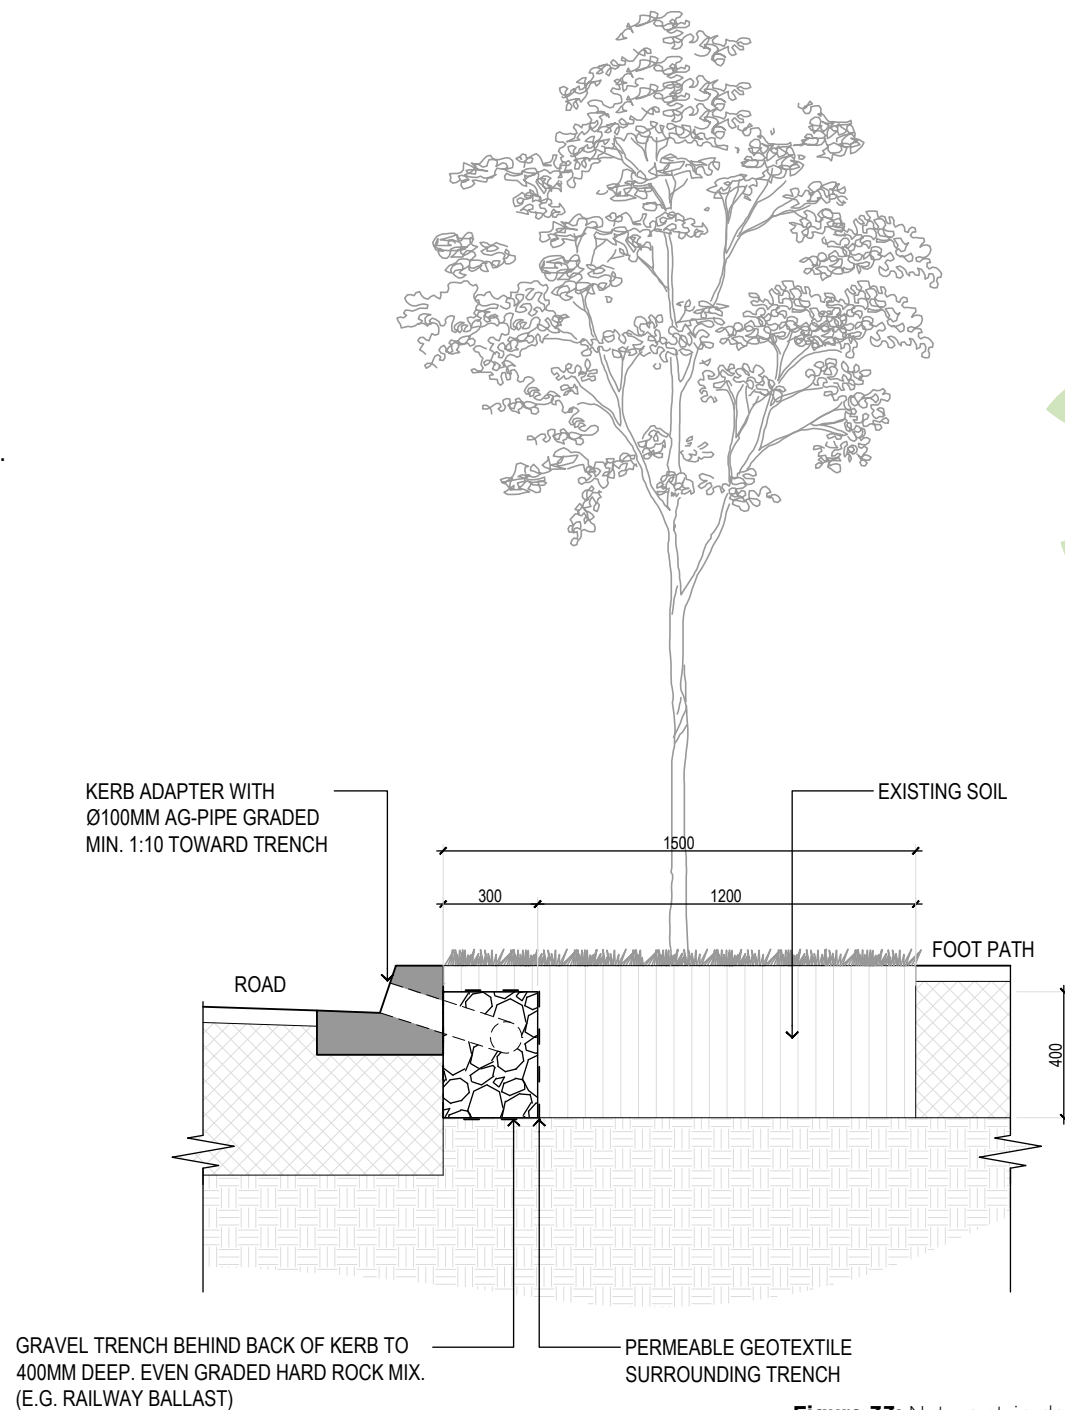 .
KERB ADAPTER WITH
Ø100MM AG-PIPE GRADED
MIN. 1:10 TOWARD TRENCH
EXISTING SOIL
1500
300
1200
FOOT PATH
ROAD
400
GRAVEL TRENCH BEHIND BACK OF KERB TO
400MM DEEP. EVEN GRADED HARD ROCK MIX.
(E.G. RAILWAY BALLAST)
PERMEABLE GEOTEXTILE
SURROUNDING TRENCH